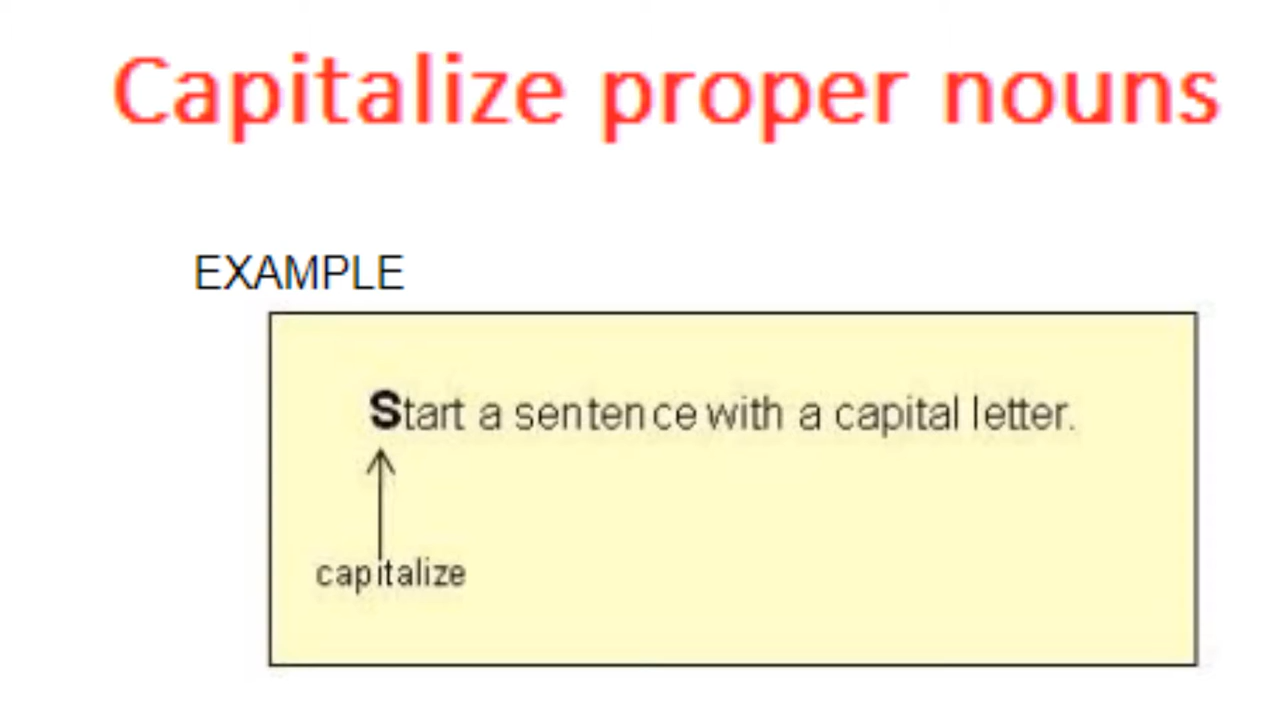 Capitalize proper nouns
EXAMPLE
Start a sentence with a capital letter.
capitalize